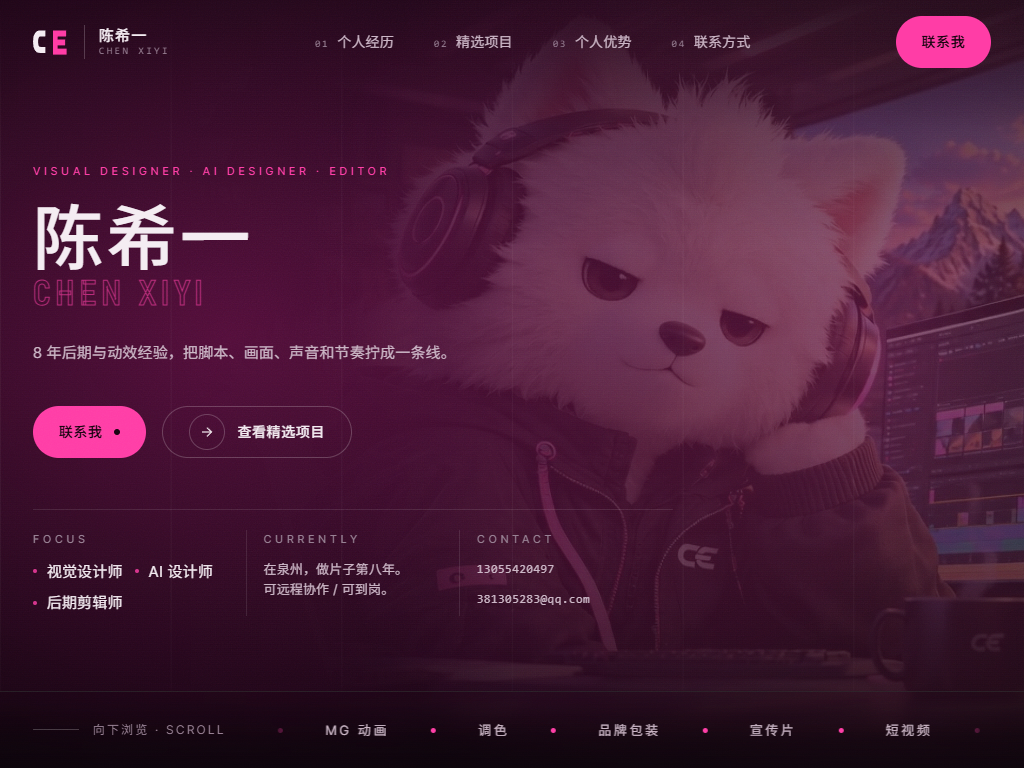 CE 陈希一
CHEN XIYI
01 个人经历 02 精选项目 03 个人优势 04 联系方式
联系我
VISUAL DESIGNER · AI DESIGNER · EDITOR
陈希一
CHEN XIYI
8 年后期与动效经验，把脚本、画面、声音和节奏拧成一条线。
联系我
查看精选项目
FOCUS
• 视觉设计师 • AI 设计师
• 后期剪辑师
CURRENTLY
在泉州，做片子第八年。
可远程协作 / 可到岗。
CONTACT
13055420497
381305283@qq.com
CE
CE
向下浏览 · SCROLL
MG 动画 • 调色 • 品牌包装 • 宣传片 • 短视频